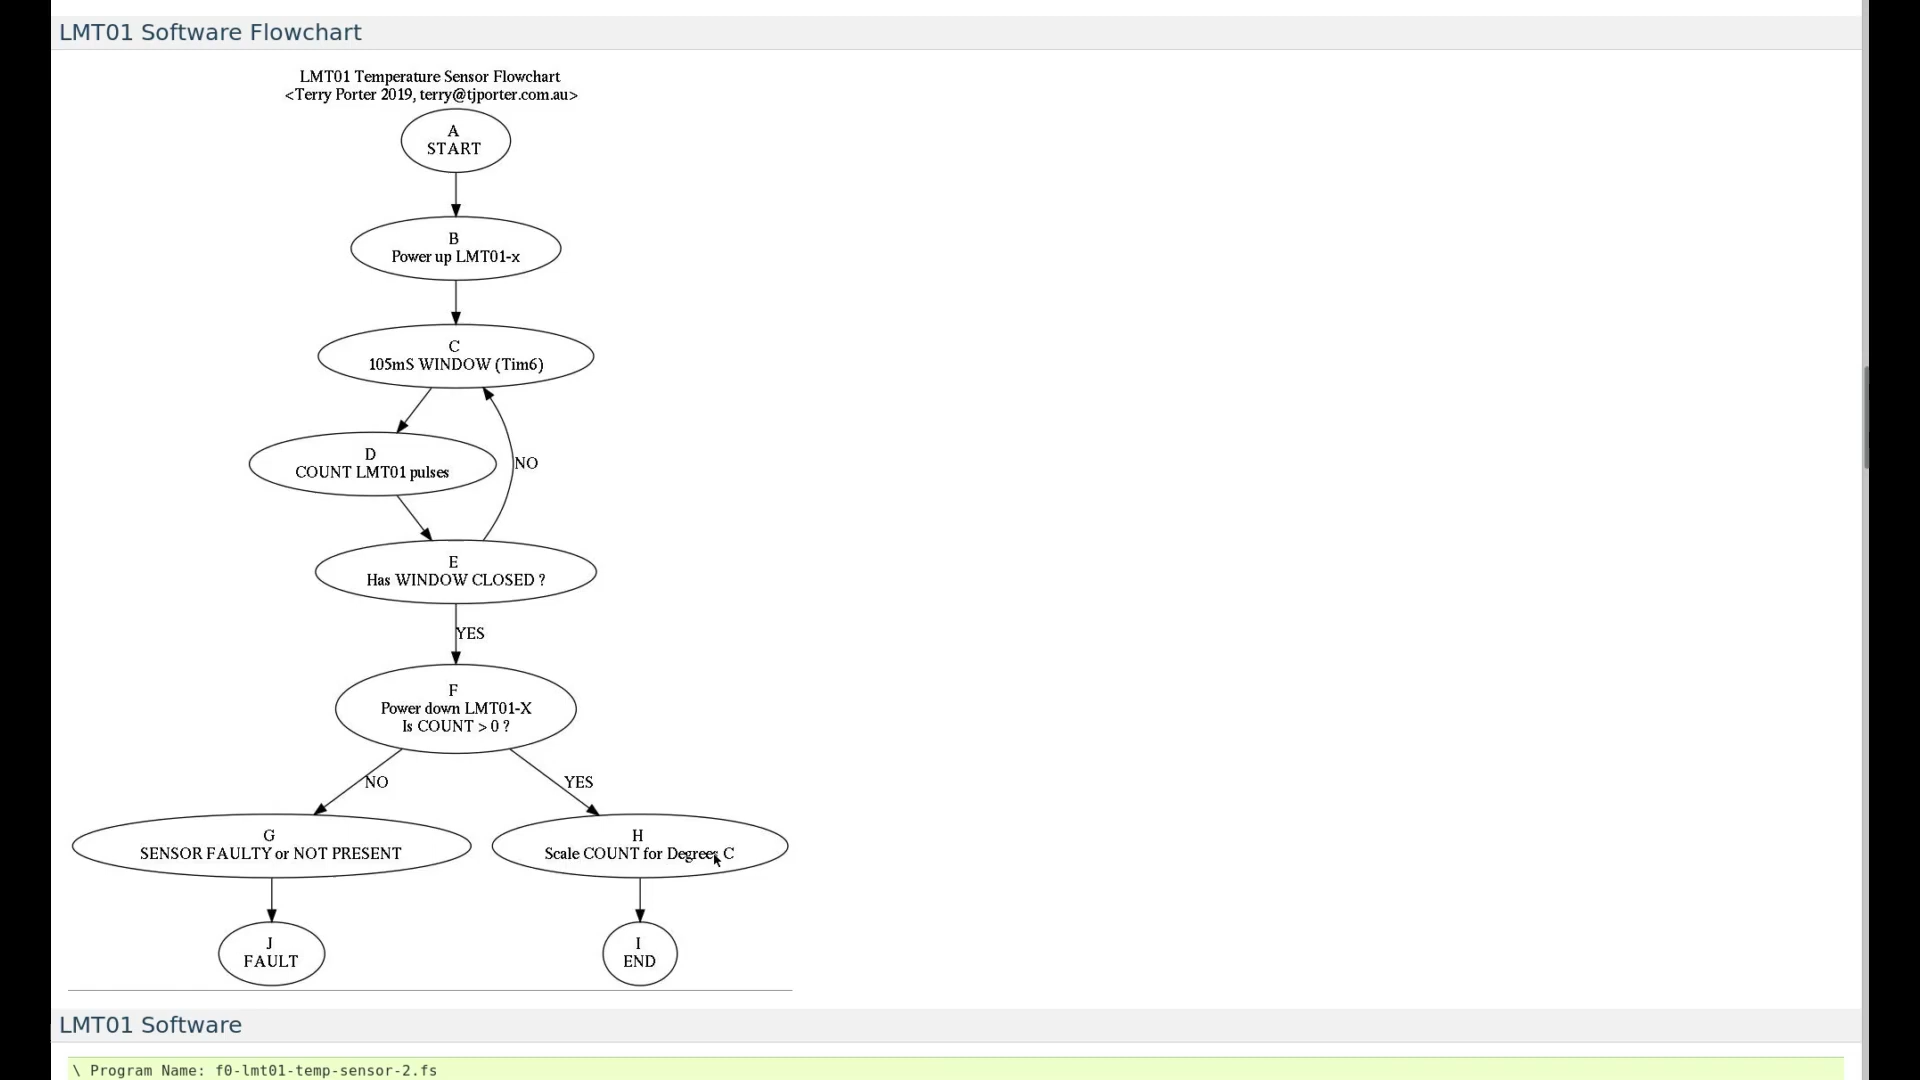 LMT01 Software Flowchart
LMT01 Temperature Sensor Flowchart
<Terry Porter 2019, terry@tjporter.com.au>
A
START
B
Power up LMT01-x
C
105mS WINDOW (Tim6)
D
COUNT LMT01 pulses
NO
E
Has WINDOW CLOSED ?
YES
F
Power down LMT01-X
Is COUNT > 0 ?
NO
YES
G
SENSOR FAULTY or NOT PRESENT
H
Scale COUNT for Degrees C
J
FAULT
I
END
LMT01 Software
\ Program Name: f0-lmt01-temp-sensor-2.fs